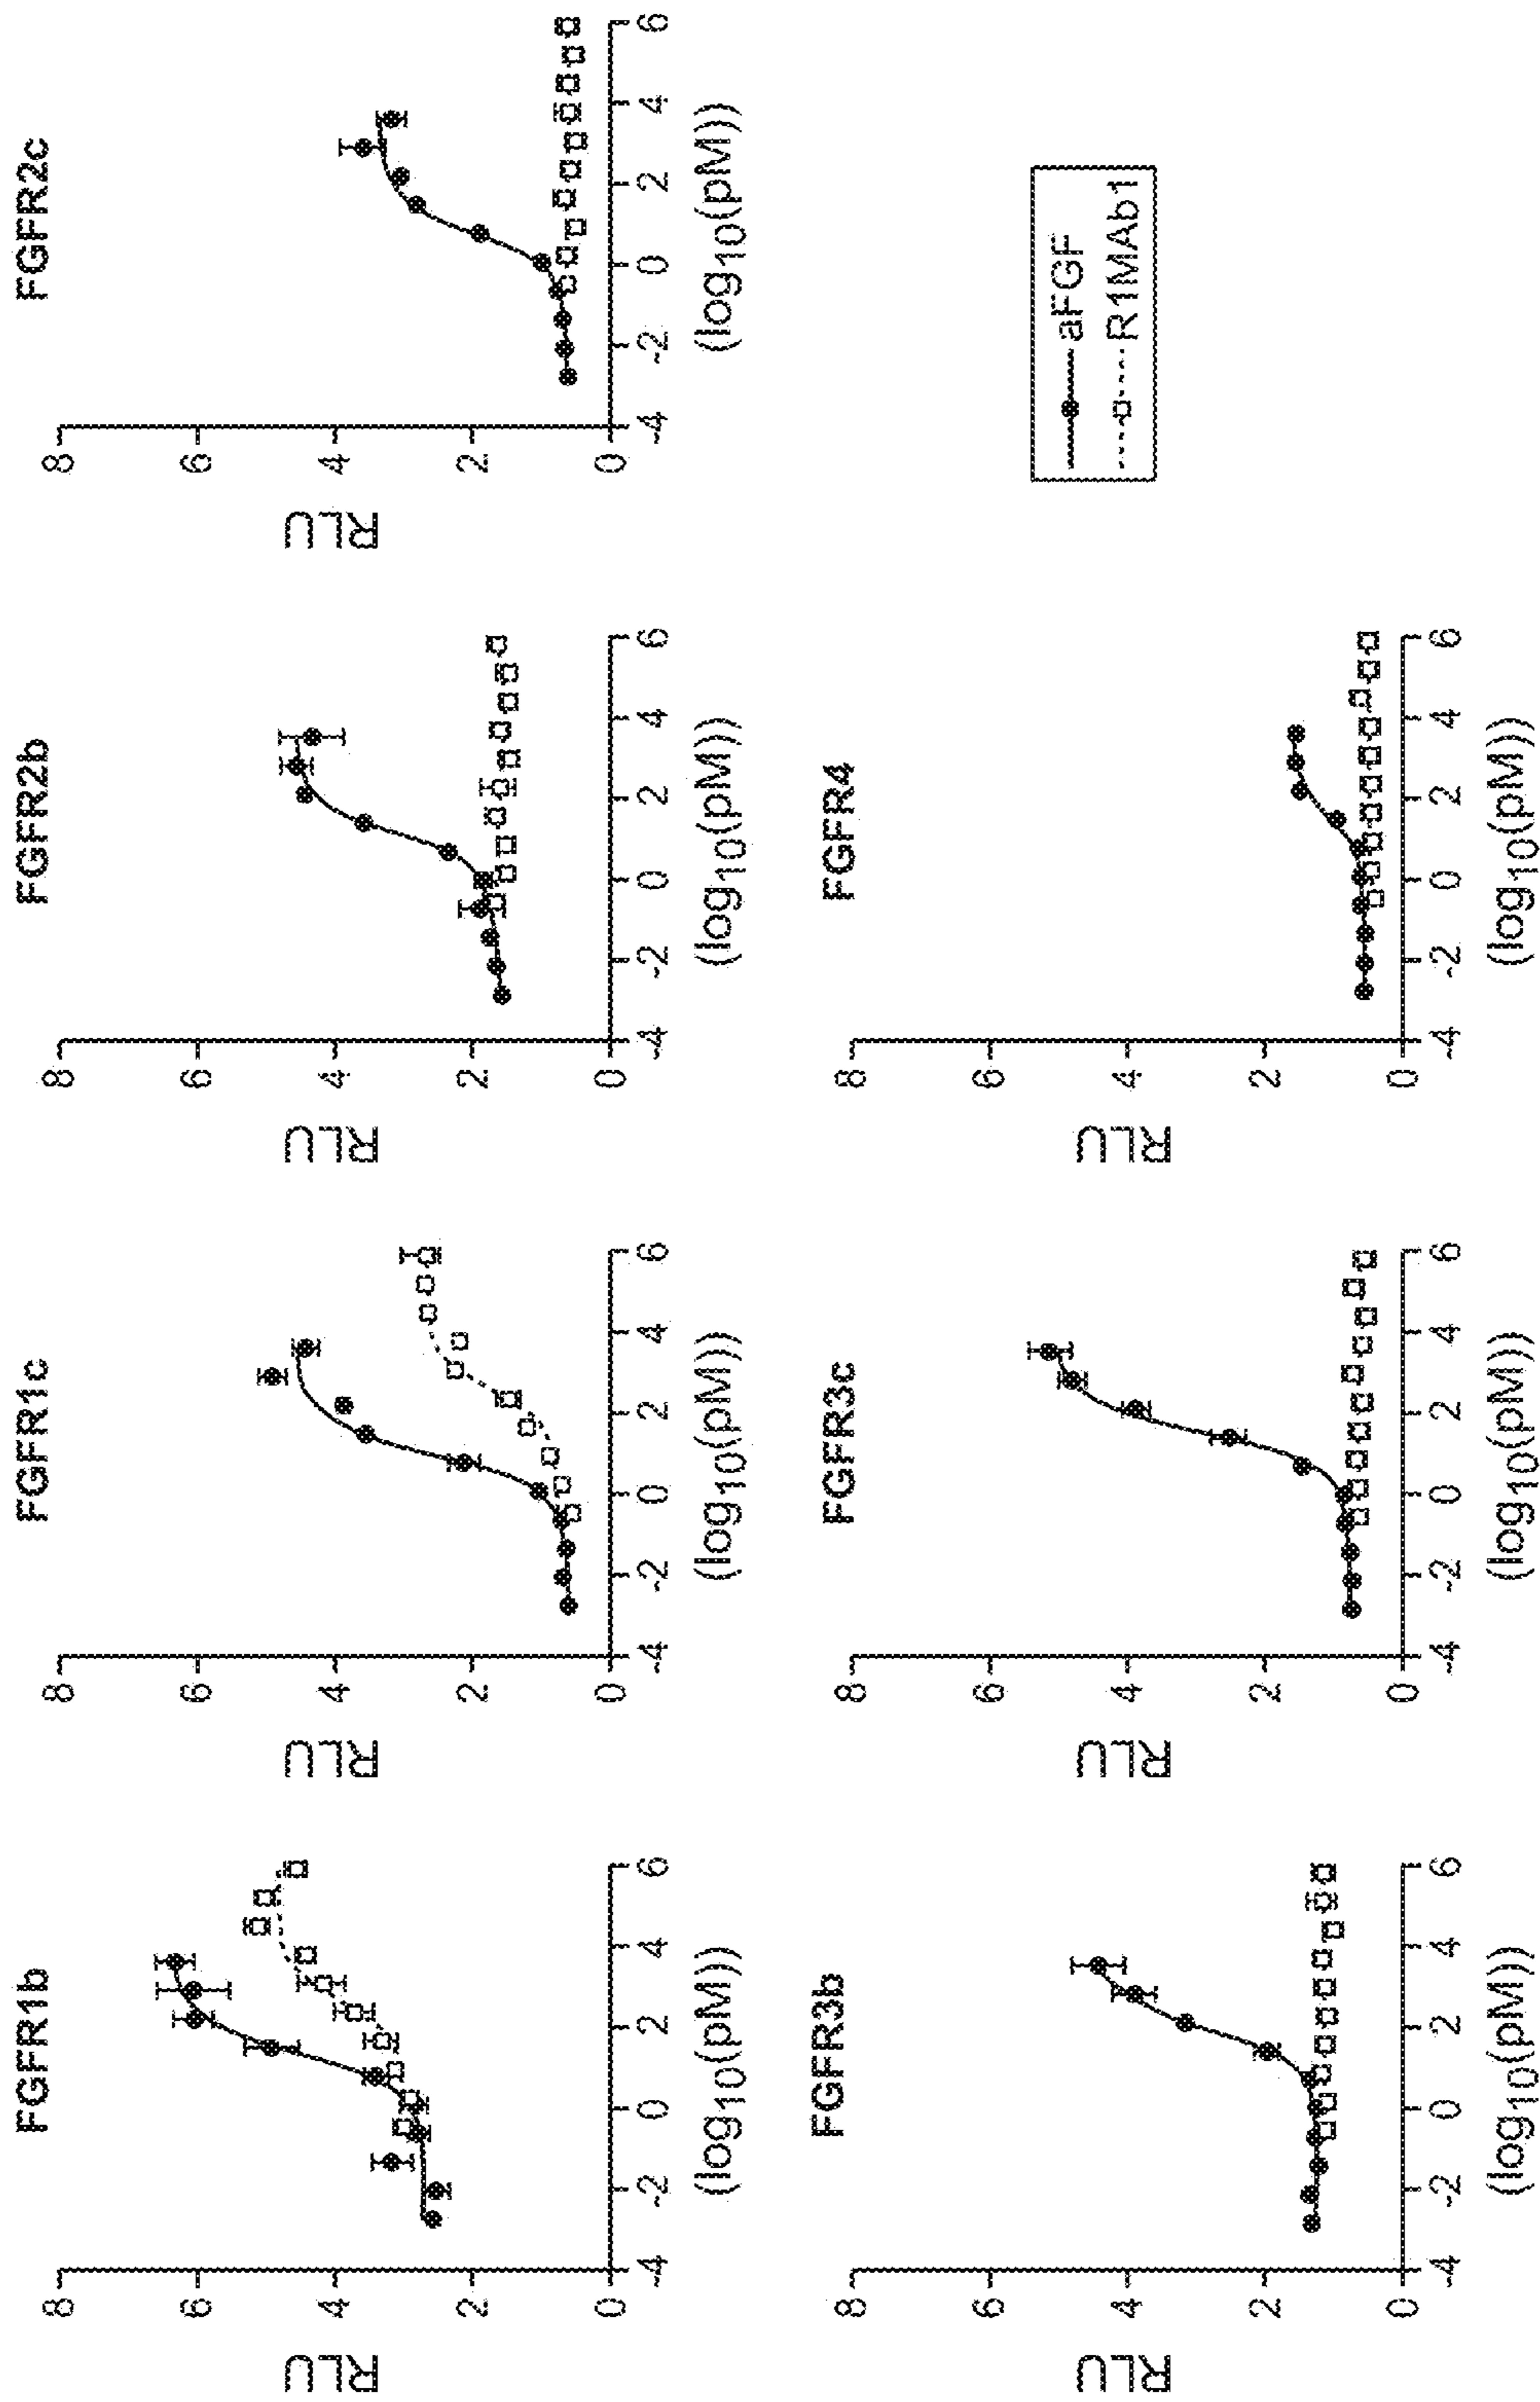 FGFR1b
RLU
8
6
4
2
0
-4 -2 0 2 4 6
(log10(pM))
FGFR1c
RLU
8
6
4
2
0
-4 -2 0 2 4 6
(log10(pM))
FGFR2b
RLU
8
6
4
2
0
-4 -2 0 2 4 6
(log10(pM))
FGFR2c
RLU
8
6
4
2
0
-4 -2 0 2 4 6
(log10(pM))
FGFR3b
RLU
8
6
4
2
0
-4 -2 0 2 4 6
(log10(pM))
FGFR3c
RLU
8
6
4
2
0
-4 -2 0 2 4 6
(log10(pM))
FGFR4
RLU
8
6
4
2
0
-4 -2 0 2 4 6
(log10(pM))
aFGF
R1MAb1